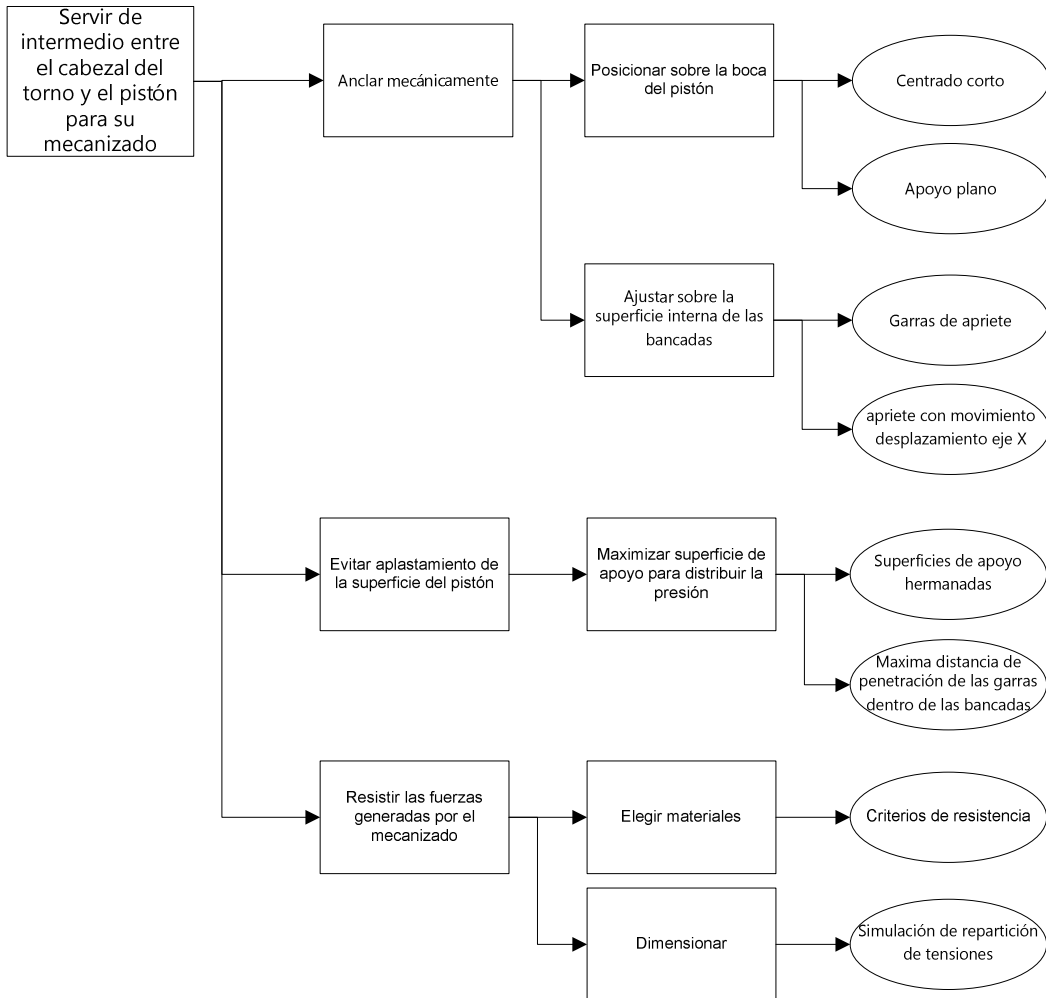 Servir de
intermedio entre
el cabezal del
torno y el pistón
para su
mecanizado
Anclar mecánicamente
Posicionar sobre la boca
del pistón
Centrado corto
Apoyo plano
Ajustar sobre la
superficie interna de las
bancadas
Garras de apriete
apriete con movimiento
desplazamiento eje X
Evitar aplastamiento de
la superficie del pistón
Maximizar superficie de
apoyo para distribuir la
presión
Superficies de apoyo
hermanadas
Maxima distancia de
penetración de las garras
dentro de las bancadas
Resistir las fuerzas
generadas por el
mecanizado
Elegir materiales
Criterios de resistencia
Dimensionar
Simulación de repartición
de tensiones